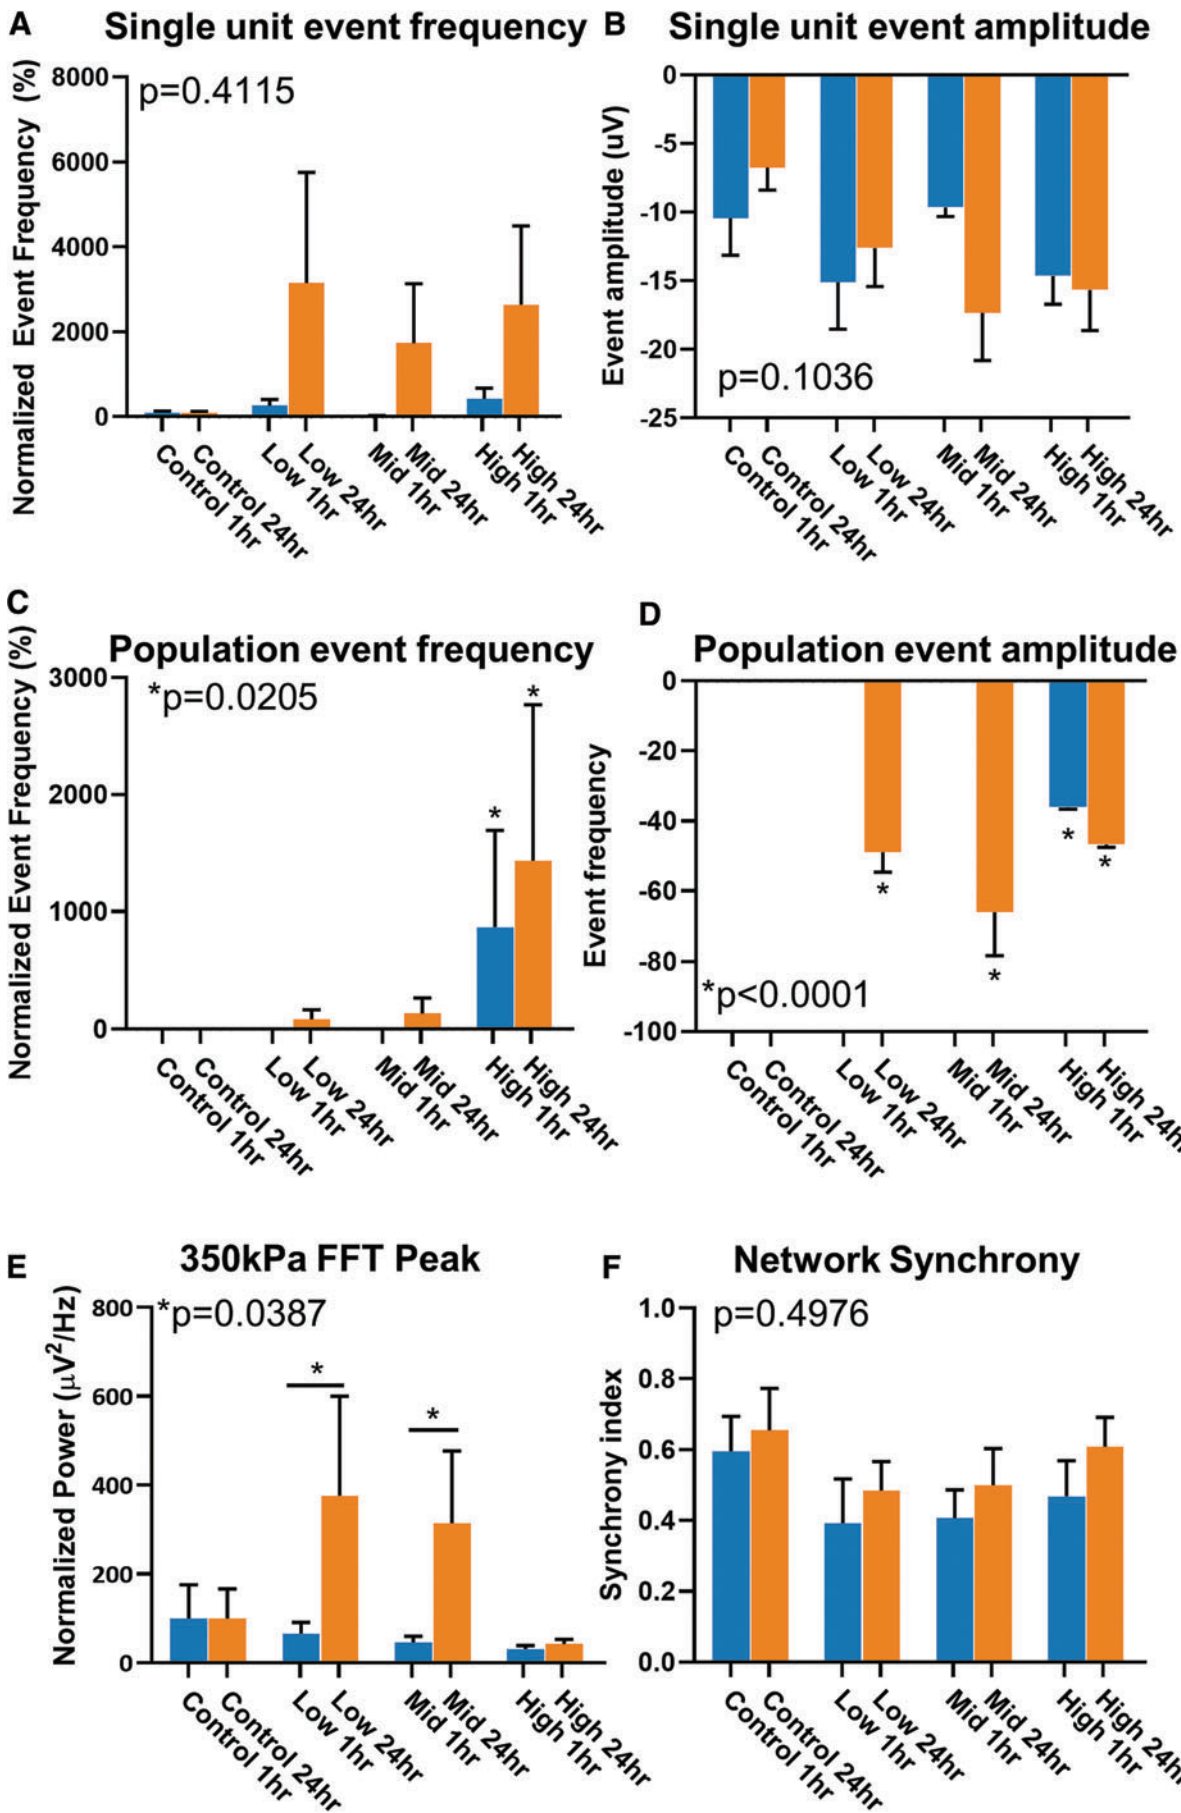 A Single unit event frequency
Normalized Event Frequency (%)
p=0.4115
8000
6000
4000
2000
0
Control 1hr
Control 24hr
Low 1hr
Low 24hr
Mid 1hr
Mid 24hr
High 1hr
High 24hr
B Single unit event amplitude
Event amplitude (uV)
0
-5
-10
-15
-20
-25
p=0.1036
Control 1hr
Control 24hr
Low 1hr
Low 24hr
Mid 1hr
Mid 24hr
High 1hr
High 24hr
C
Population event frequency
Normalized Event Frequency (%)
*p=0.0205
3000
2000
1000
0
*
*
Control 1hr
Control 24hr
Low 1hr
Low 24hr
Mid 1hr
Mid 24hr
High 1hr
High 24hr
D
Population event amplitude
Event frequency
0
-20
-40
-60
-80
-100
*
*
*
*
*p<0.0001
Control 1hr
Control 24hr
Low 1hr
Low 24hr
Mid 1hr
Mid 24hr
High 1hr
High 24hr
E 350kPa FFT Peak
Normalized Power (μV²/Hz)
*p=0.0387
800
600
400
200
0
*
*
Control 1hr
Control 24hr
Low 1hr
Low 24hr
Mid 1hr
Mid 24hr
High 1hr
High 24hr
F Network Synchrony
Synchrony index
p=0.4976
1.0
0.8
0.6
0.4
0.2
0.0
Control 1hr
Control 24hr
Low 1hr
Low 24hr
Mid 1hr
Mid 24hr
High 1hr
High 24hr